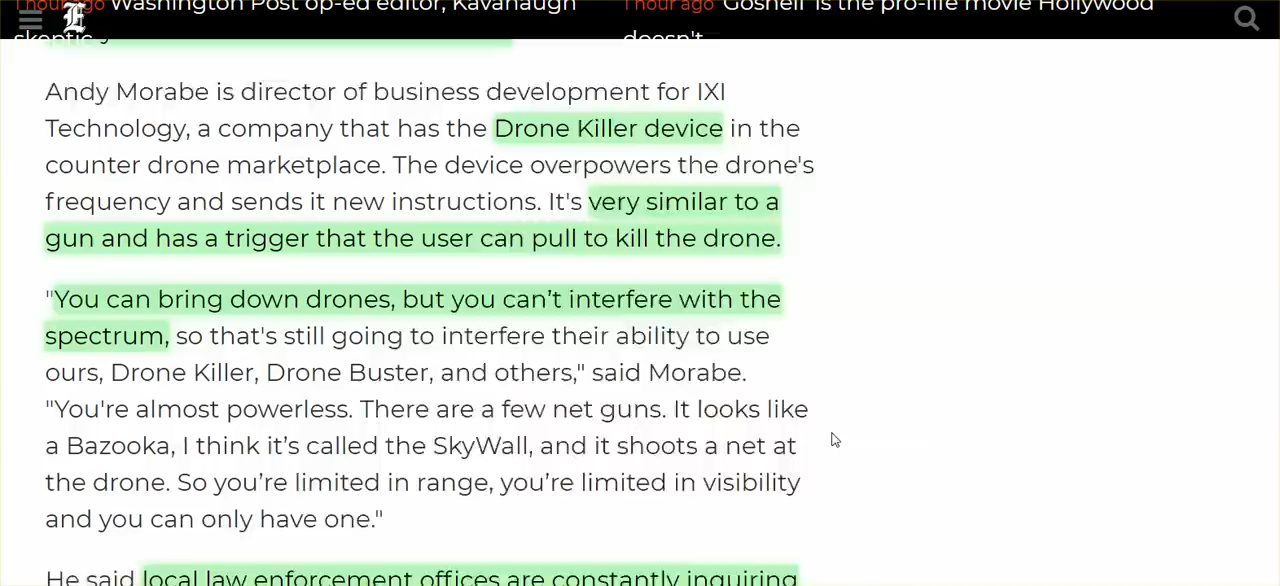 1 hour ago Washington Post op-ed editor, Kavanaugh
skeptic
1 hour ago 'Gosnell' is the pro-life movie Hollywood
doesn't
Andy Morabe is director of business development for IXI
Technology, a company that has the Drone Killer device in the
counter drone marketplace. The device overpowers the drone's
frequency and sends it new instructions. It's very similar to a
gun and has a trigger that the user can pull to kill the drone.
"You can bring down drones, but you can’t interfere with the
spectrum, so that's still going to interfere their ability to use
ours, Drone Killer, Drone Buster, and others," said Morabe.
"You're almost powerless. There are a few net guns. It looks like
a Bazooka, I think it’s called the SkyWall, and it shoots a net at
the drone. So you’re limited in range, you’re limited in visibility
and you can only have one."
He said local law enforcement offices are constantly inquiring